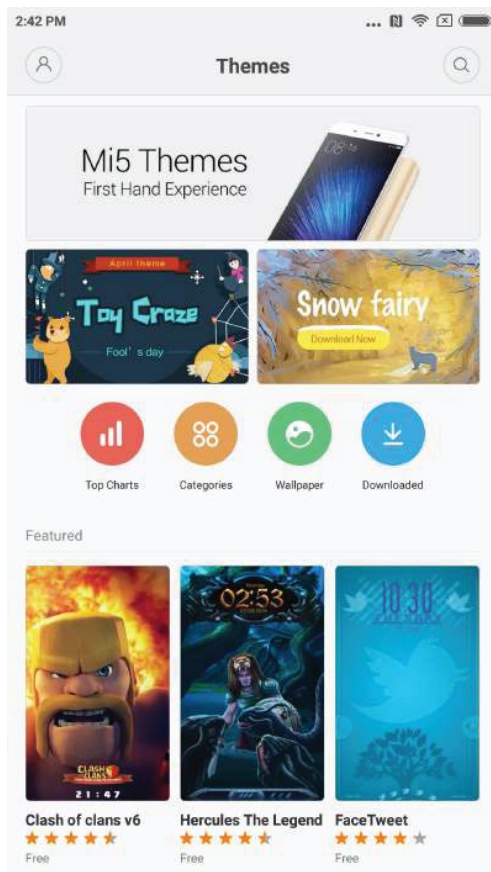 2:42 PM
Themes
Mi5 Themes
First Hand Experience
08:16
April theme
Toy Craze
Fool's day
Snow fairy
Download Now
Top Charts
Categories
Wallpaper
Downloaded
Featured
CLASH
CLANS
21:47
02:53
10:30
Clash of clans v6
Hercules The Legend
FaceTweet
Free
Free
Free